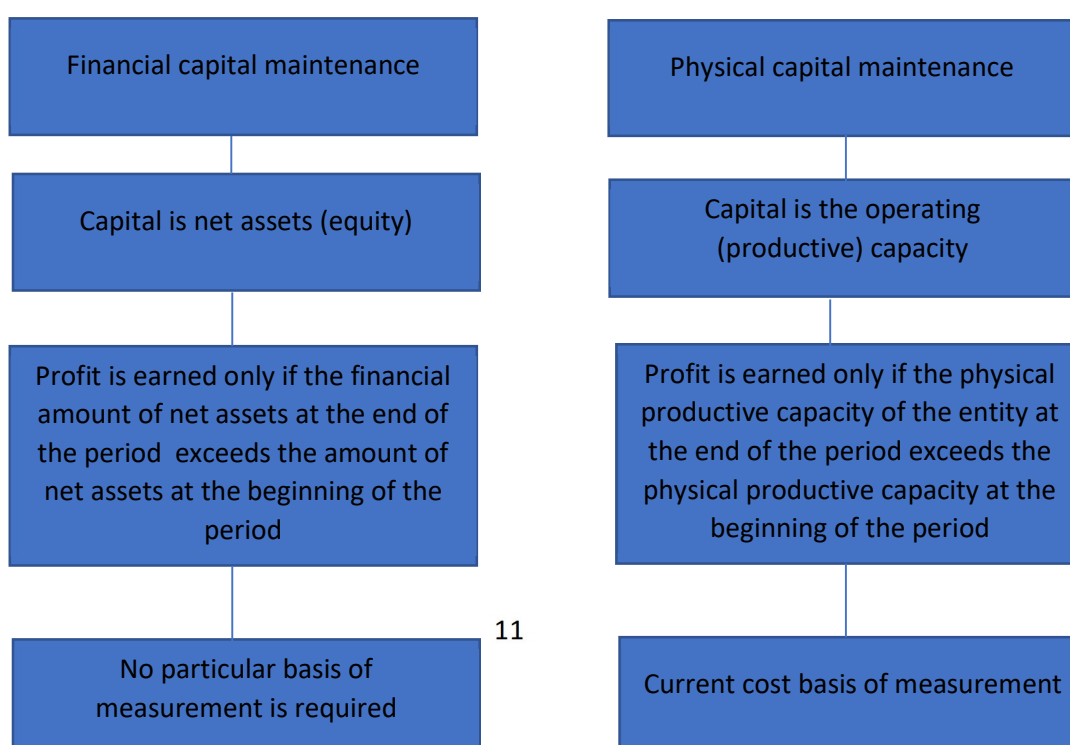 Financial capital maintenance
Capital is net assets (equity)
Profit is earned only if the financial
amount of net assets at the end of
the period exceeds the amount of
net assets at the beginning of the
period
No particular basis of
measurement is required
11
Physical capital maintenance
Capital is the operating
(productive) capacity
Profit is earned only if the physical
productive capacity of the entity at
the end of the period exceeds the
physical productive capacity at the
beginning of the period
Current cost basis of measurement